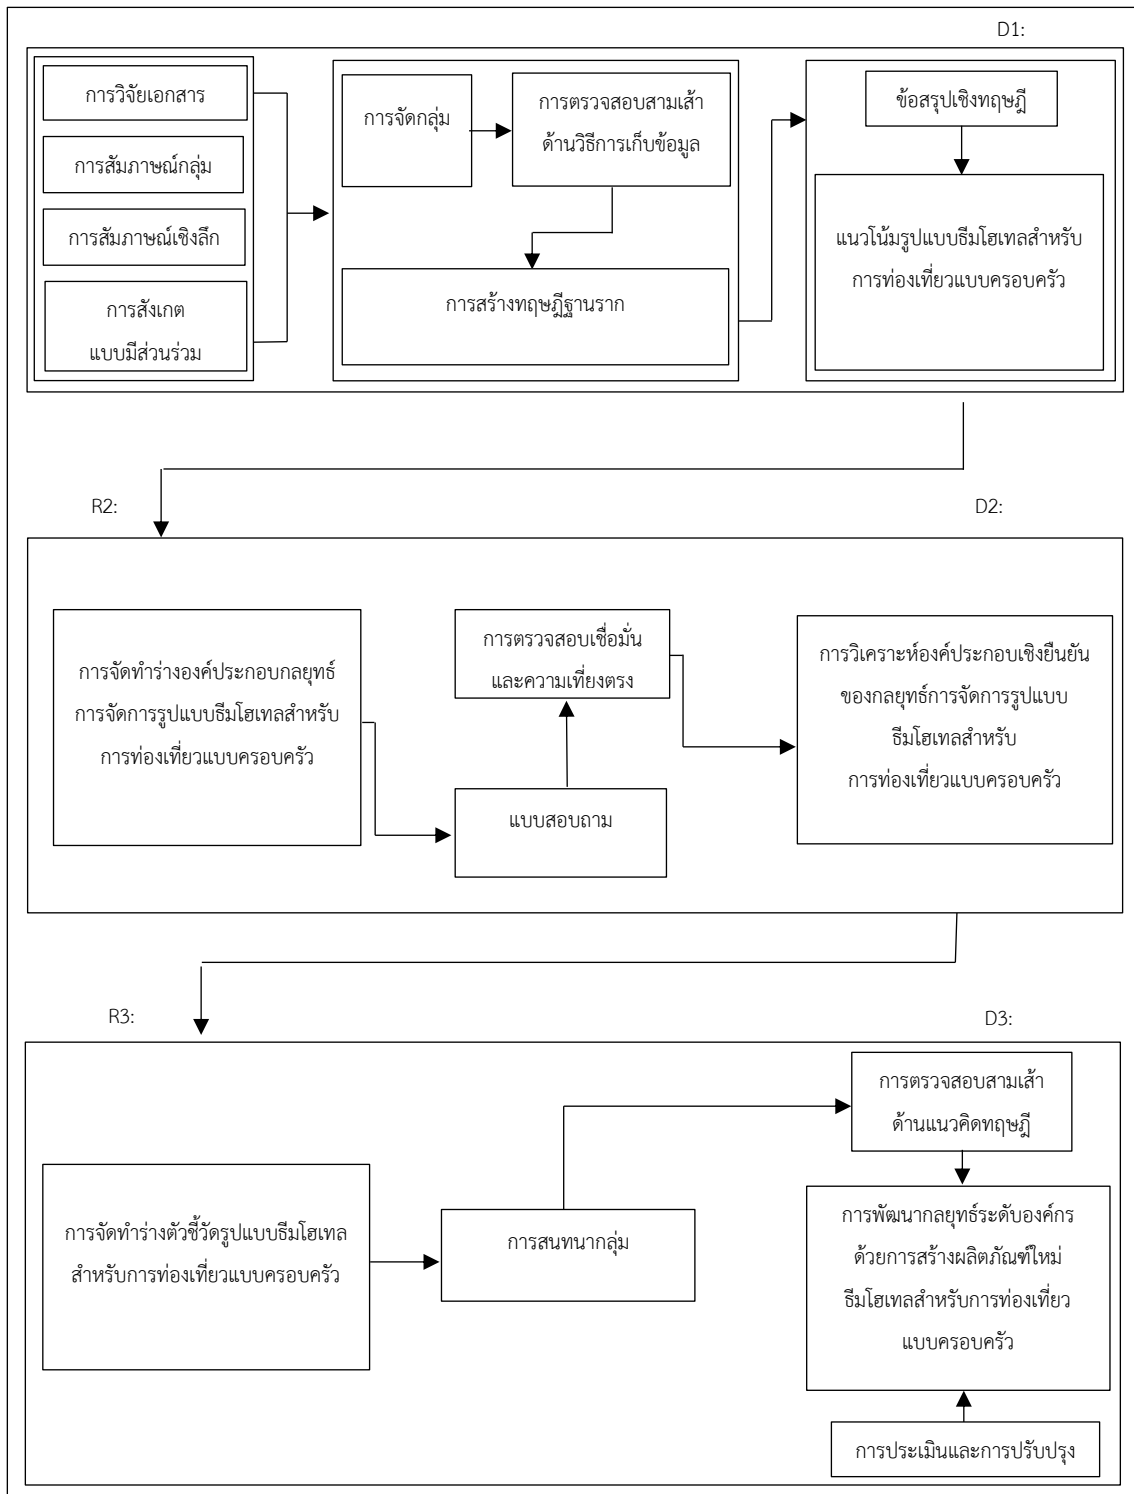 D1:
การวิจัยเอกสาร
การสัมภาษณ์กลุ่ม
การสัมภาษณ์เชิงลึก
การสังเกต
แบบมีส่วนร่วม
การจัดกลุ่ม
การตรวจสอบสามเส้า
ด้านวิธีการเก็บข้อมูล
การสร้างทฤษฎีฐานราก
ข้อสรุปเชิงทฤษฎี
แนวโน้มรูปแบบธีมโฮเทลสำหรับ
การท่องเที่ยวแบบครอบครัว
R2:
D2:
การจัดทำร่างองค์ประกอบกลยุทธ์
การจัดการรูปแบบธีมโฮเทลสำหรับ
การท่องเที่ยวแบบครอบครัว
แบบสอบถาม
การตรวจสอบเชื่อมั่น
และความเที่ยงตรง
การวิเคราะห์องค์ประกอบเชิงยืนยัน
ของกลยุทธ์การจัดการรูปแบบ
ธีมโฮเทลสำหรับ
การท่องเที่ยวแบบครอบครัว
R3:
D3:
การจัดทำร่างตัวชี้วัดรูปแบบธีมโฮเทล
สำหรับการท่องเที่ยวแบบครอบครัว
การสนทนากลุ่ม
การตรวจสอบสามเส้า
ด้านแนวคิดทฤษฎี
การพัฒนากลยุทธ์ระดับองค์กร
ด้วยการสร้างผลิตภัณฑ์ใหม่
ธีมโฮเทลสำหรับการท่องเที่ยว
แบบครอบครัว
การประเมินและการปรับปรุง